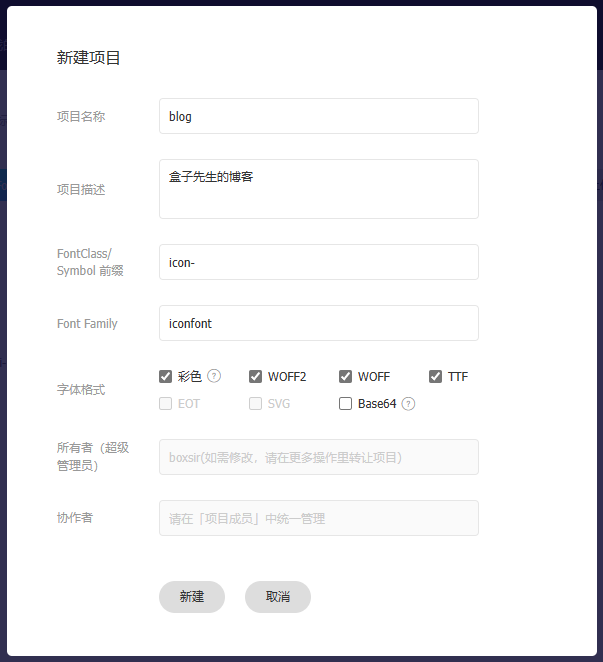 新建项目
项目名称
blog
项目描述
盒子先生的博客
FontClass/
Symbol 前缀
icon-
Font Family
iconfont
字体格式
彩色 ? WOFF2 WOFF TTF
EOT SVG Base64 ?
所有者（超级
管理员）
boxsir(如需修改，请在更多操作里转让项目)
协作者
请在「项目成员」中统一管理
新建 取消